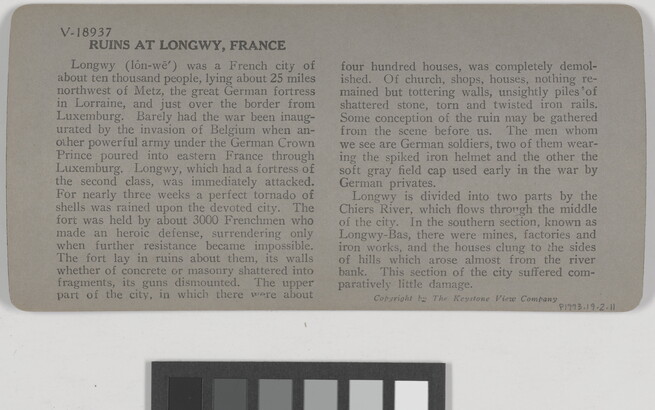 V-18937
RUINS AT LONGWY, FRANCE
Longwy (lôn-wē′) was a French city of
about ten thousand people, lying about 25 miles
northwest of Metz, the great German fortress
in Lorraine, and just over the border from
Luxemburg. Barely had the war been inaug-
urated by the invasion of Belgium when an-
other powerful army under the German Crown
Prince poured into eastern France through
Luxemburg. Longwy, which had a fortress of
the second class, was immediately attacked.
For nearly three weeks a perfect tornado of
shells was rained upon the devoted city. The
fort was held by about 3000 Frenchmen who
made an heroic defense, surrendering only
when further resistance became impossible.
The fort lay in ruins about them, its walls
whether of concrete or masonry shattered into
fragments, its guns dismounted. The upper
part of the city, in which there were about
four hundred houses, was completely demol-
ished. Of church, shops, houses, nothing re-
mained but tottering walls, unsightly piles of
shattered stone, torn and twisted iron rails.
Some conception of the ruin may be gathered
from the scene before us. The men whom
we see are German soldiers, two of them wear-
ing the spiked iron helmet and the other the
soft gray field cap used early in the war by
German privates.
Longwy is divided into two parts by the
Chiers River, which flows through the middle
of the city. In the southern section, known as
Longwy-Bas, there were mines, factories and
iron works, and the houses clung to the sides
of hills which arose almost from the river
bank. This section of the city suffered com-
paratively little damage.
Copyright by The Keystone View Company
P1993.19.2.11